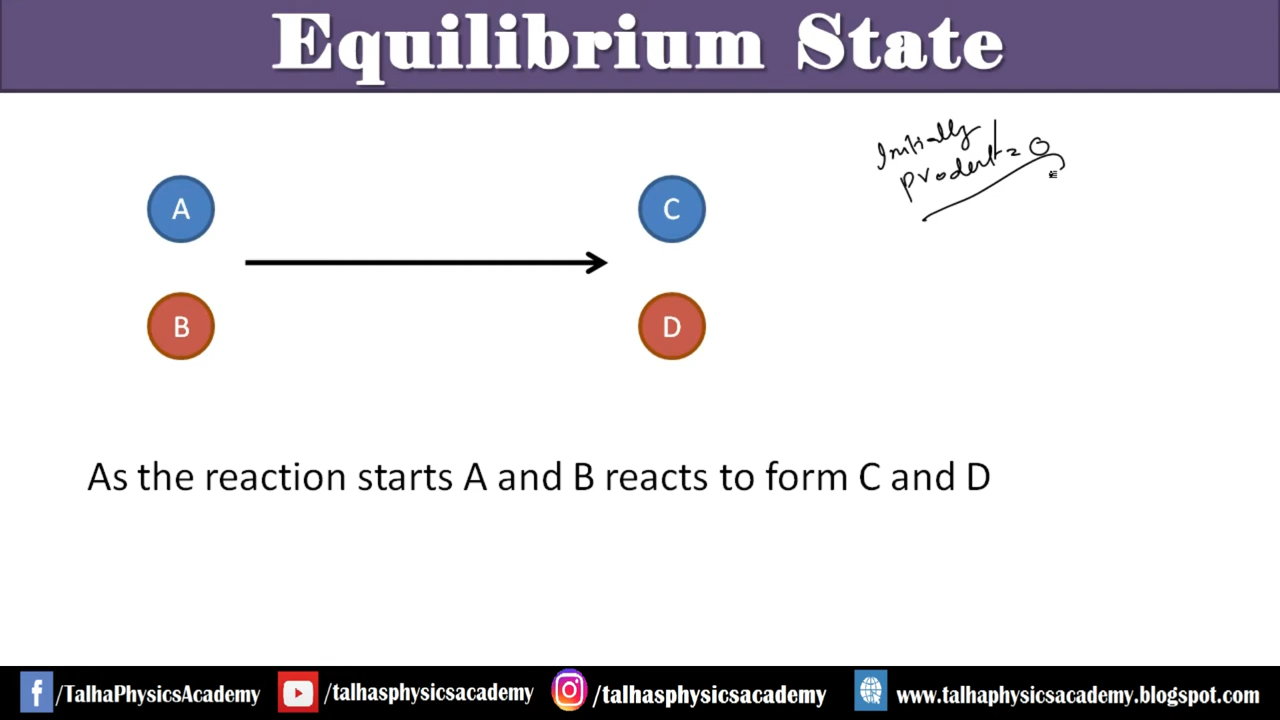 Equilibrium State
Initially
product = 0
A
C
B
D
As the reaction starts A and B reacts to form C and D
/TalhaPhysicsAcademy /talhasphysicsacademy /talhasphysicsacademy www.talhaphysicsacademy.blogspot.com